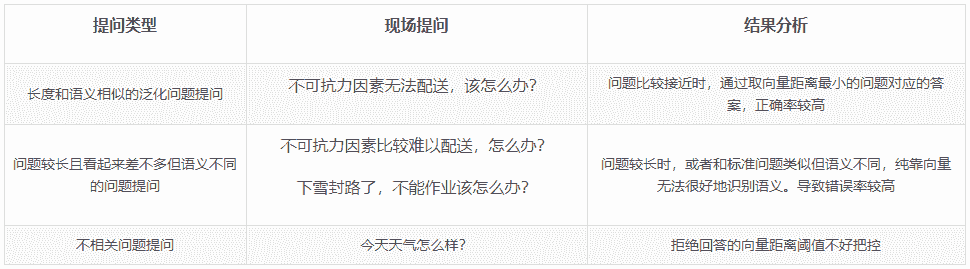 提问类型
现场提问
结果分析
长度和语义相似的泛化问题提问
不可抗力因素无法配送，该怎么办？
问题比较接近时，通过取向量距离最小的问题对应的答
案，正确率较高
问题较长且看起来差不多但语义不同
的问题提问
不可抗力因素比较难以配送，怎么办？
下雪封路了，不能作业该怎么办？
问题较长时，或者和标准问题类似但语义不同，纯靠向量
无法很好地识别语义。导致错误率较高
不相关问题提问
今天天气怎么样？
拒绝回答的向量距离阈值不好把控